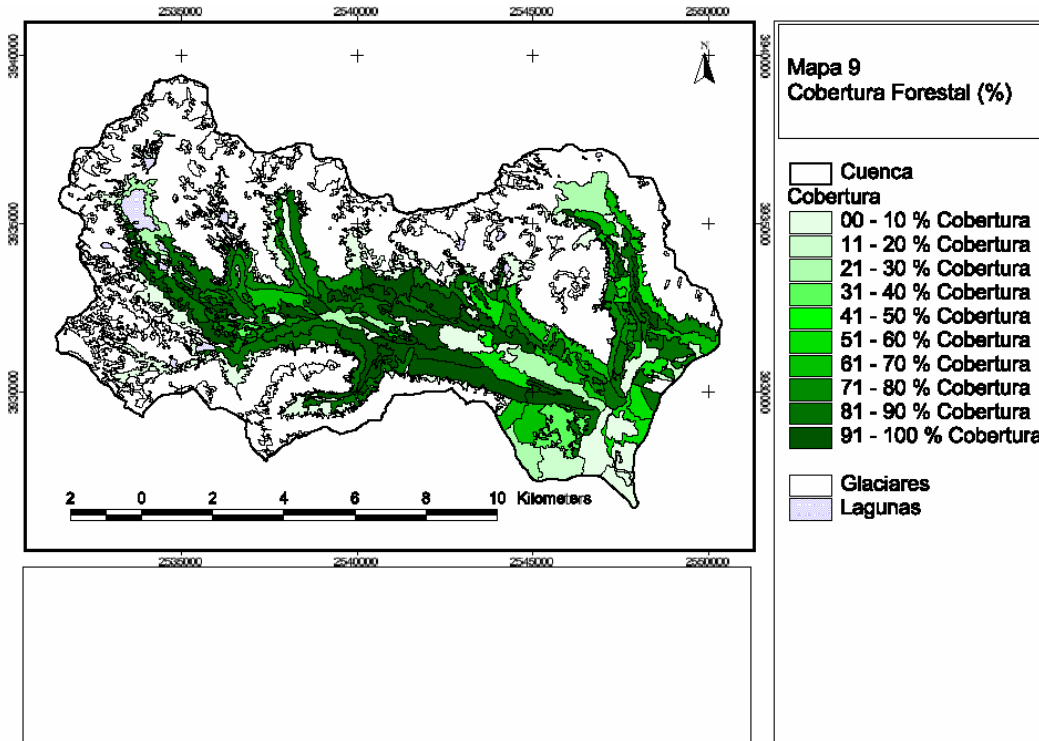 2535000 2540000 2545000 2550000
3940000 3940000
N
3935000 3935000
3930000 3930000
2 0 2 4 6 8 10 Kilometers
2535000 2540000 2545000 2550000
Mapa 9
Cobertura Forestal (%)
Cuenca
Cobertura
00 - 10 % Cobertura
11 - 20 % Cobertura
21 - 30 % Cobertura
31 - 40 % Cobertura
41 - 50 % Cobertura
51 - 60 % Cobertura
61 - 70 % Cobertura
71 - 80 % Cobertura
81 - 90 % Cobertura
91 - 100 % Cobertura
Glaciares
Lagunas